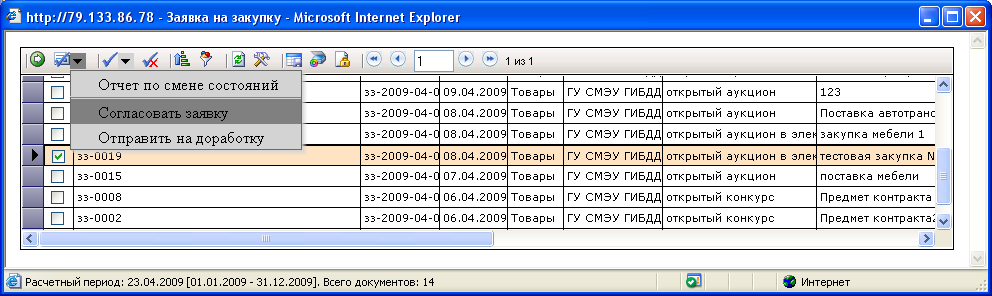 http://79.133.86.78 - Заявка на закупку - Microsoft Internet Explorer
1 1 из 1
Отчет по смене состояний
Согласовать заявку
Отправить на доработку
зз-2009-04-0 09.04.2009 Товары ГУ СМЭУ ГИБДД открытый аукцион 123
зз-2009-04-0 08.04.2009 Товары ГУ СМЭУ ГИБДД открытый аукцион Поставка автотранс
зз-2009-04-0 08.04.2009 Товары ГУ СМЭУ ГИБДД открытый аукцион в элек закупка мебели 1
зз-0019 зз-2009-04-0 08.04.2009 Товары ГУ СМЭУ ГИБДД открытый аукцион в элек тестовая закупка N
зз-0015 зз-2009-04-0 07.04.2009 Товары ГУ СМЭУ ГИБДД открытый аукцион поставка мебели
зз-0008 зз-2009-04-0 06.04.2009 Товары ГУ СМЭУ ГИБДД открытый конкурс Предмет контракта
зз-0002 зз-2009-04-0 06.04.2009 Товары ГУ СМЭУ ГИБДД открытый конкурс Предмет контракта2
Расчетный период: 23.04.2009 [01.01.2009 - 31.12.2009]. Всего документов: 14 Интернет